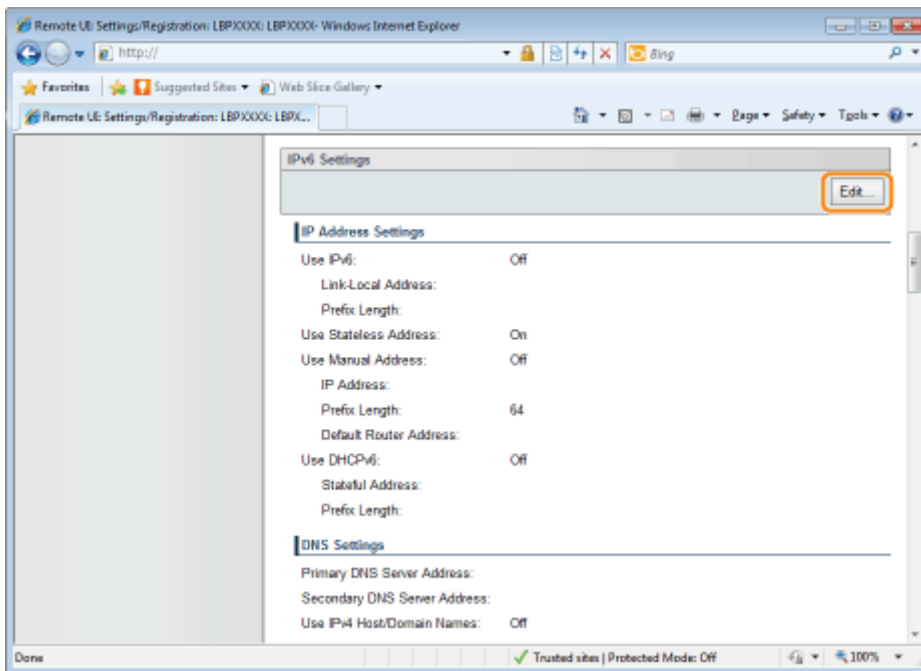 Remote UI: Settings/Registration: LBPXXXX: LBPXXXX- Windows Internet Explorer
http://
Bing
Favorites Suggested Sites Web Slice Gallery
Remote UI: Settings/Registration: LBPXXXX: LBPX... Page Safety Tools
IPv6 Settings
Edit...
IP Address Settings
Use IPv6: Off
Link-Local Address:
Prefix Length:
Use Stateless Address: On
Use Manual Address: Off
IP Address:
Prefix Length: 64
Default Router Address:
Use DHCPv6: Off
Stateful Address:
Prefix Length:
DNS Settings
Primary DNS Server Address:
Secondary DNS Server Address:
Use IPv4 Host/Domain Names: Off
Done Trusted sites | Protected Mode: Off 100%